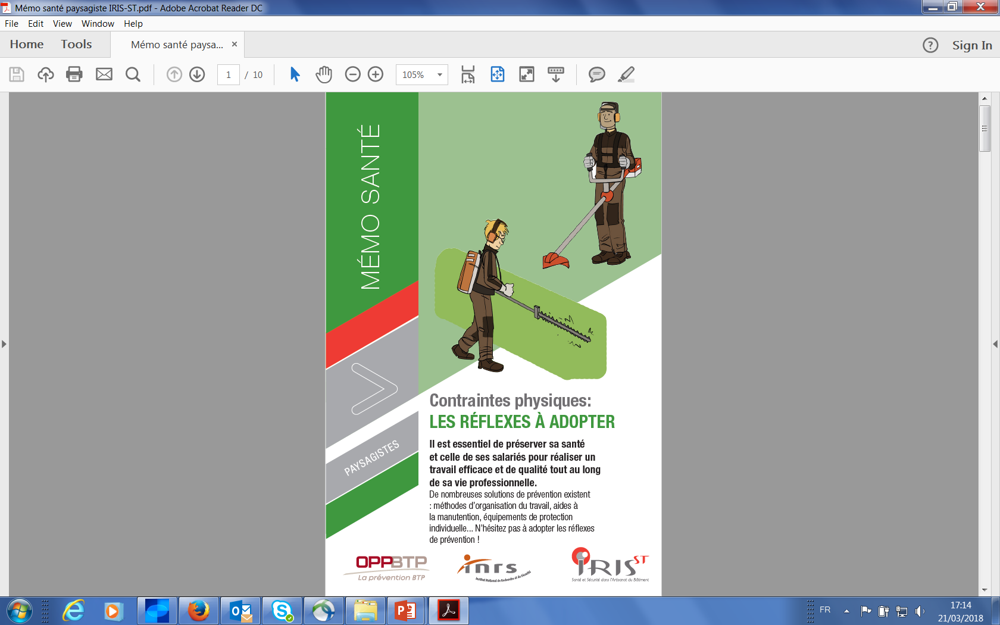 Mémo santé paysagiste IRIS-ST.pdf - Adobe Acrobat Reader DC
File Edit View Window Help
Home Tools Mémo santé paysa... × ? Sign In
1 / 10 105%
MÉMO SANTÉ
PAYSAGISTES
Contraintes physiques:
LES RÉFLEXES À ADOPTER
Il est essentiel de préserver sa santé
et celle de ses salariés pour réaliser un
travail efficace et de qualité tout au long
de sa vie professionnelle.
De nombreuses solutions de prévention existent
: méthodes d'organisation du travail, aides à
la manutention, équipements de protection
individuelle... N'hésitez pas à adopter les réflexes
de prévention !
OPPBTP
La prévention BTP
inrs
Institut National de Recherche et de Sécurité
IRIS ST
Santé et Sécurité dans l'Artisanat du Bâtiment
FR
17:14
21/03/2018